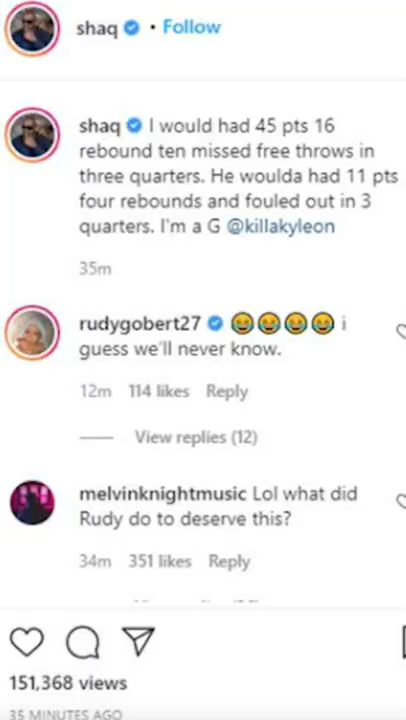 shaq • Follow
shaq I would had 45 pts 16
rebound ten missed free throws in
three quarters. He woulda had 11 pts
four rebounds and fouled out in 3
quarters. I'm a G @killakyleon
35m
rudygobert27 😂😂😂😂 i
guess we'll never know.
12m 114 likes Reply
View replies (12)
melvinknightmusic Lol what did
Rudy do to deserve this?
34m 351 likes Reply
151,368 views
35 MINUTES AGO